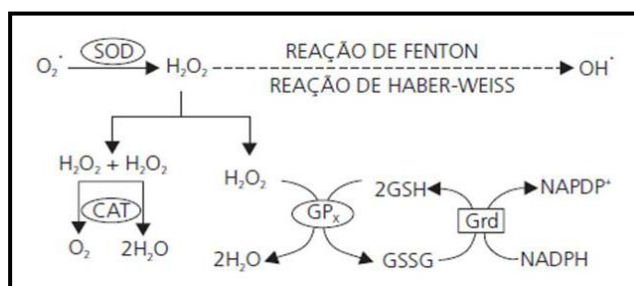 O₂˙ SOD H₂O₂ REAÇÃO DE FENTON OH˙
REAÇÃO DE HABER-WEISS
H₂O₂ + H₂O₂ H₂O₂ 2GSH NAPDP⁺
CAT GPₓ Grd
O₂ 2H₂O 2H₂O GSSG NADPH